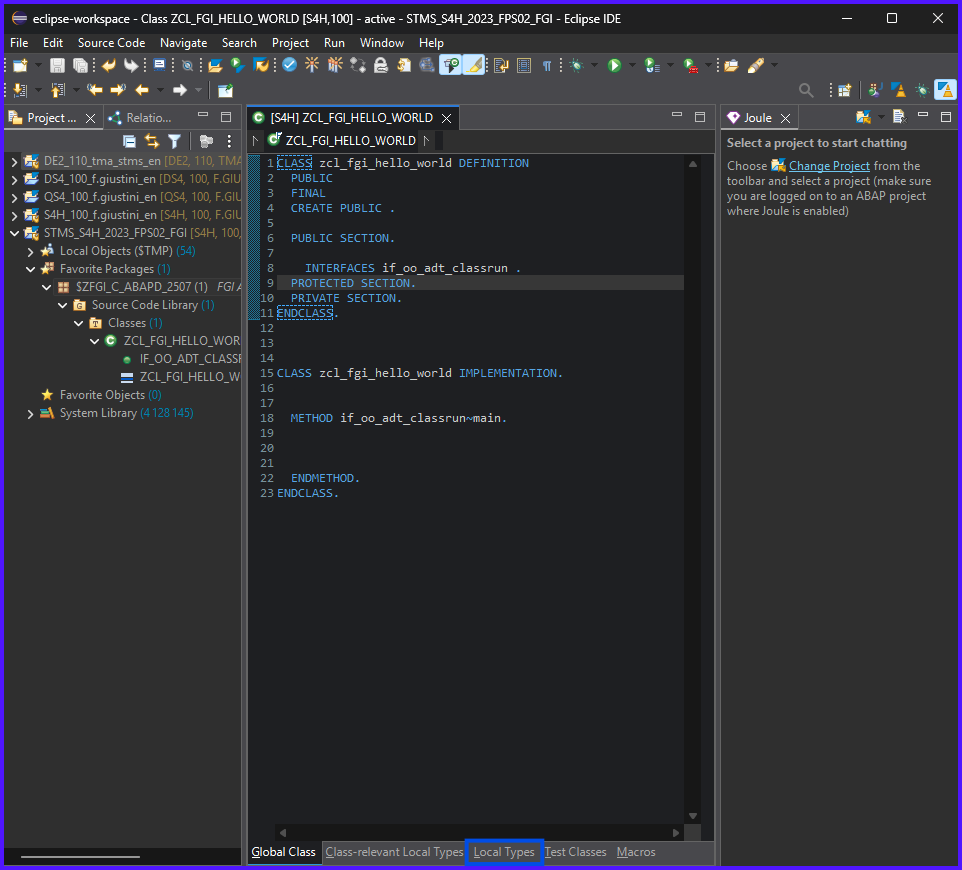 eclipse-workspace - Class ZCL_FGI_HELLO_WORLD [S4H,100] - active - STMS_S4H_2023_FPS02_FGI - Eclipse IDE
File Edit Source Code Navigate Search Project Run Window Help
Project ...
Relatio...
DE2_110_tma_stms_en [DE2, 110, TMA
DS4_100_f.giustini_en [DS4, 100, F.GIU
QS4_100_f.giustini_en [QS4, 100, F.GIU
S4H_100_f.giustini_en [S4H, 100, F.GIU
STMS_S4H_2023_FPS02_FGI [S4H, 100,
Local Objects ($TMP) (54)
Favorite Packages (1)
$ZFGI_C_ABAPD_2507 (1) FGI A
Source Code Library (1)
Classes (1)
ZCL_FGI_HELLO_WOR
IF_OO_ADT_CLASSR
ZCL_FGI_HELLO_W
Favorite Objects (0)
System Library (4 128 145)
[S4H] ZCL_FGI_HELLO_WORLD
ZCL_FGI_HELLO_WORLD
1 CLASS zcl_fgi_hello_world DEFINITION
2 PUBLIC
3 FINAL
4 CREATE PUBLIC .
5
6 PUBLIC SECTION.
7
8 INTERFACES if_oo_adt_classrun .
9 PROTECTED SECTION.
10 PRIVATE SECTION.
11 ENDCLASS.
12
13
14
15 CLASS zcl_fgi_hello_world IMPLEMENTATION.
16
17
18 METHOD if_oo_adt_classrun~main.
19
20
21
22 ENDMETHOD.
23 ENDCLASS.
Global Class Class-relevant Local Types Local Types Test Classes Macros
Joule
Select a project to start chatting
Choose Change Project from the
toolbar and select a project (make sure
you are logged on to an ABAP project
where Joule is enabled)